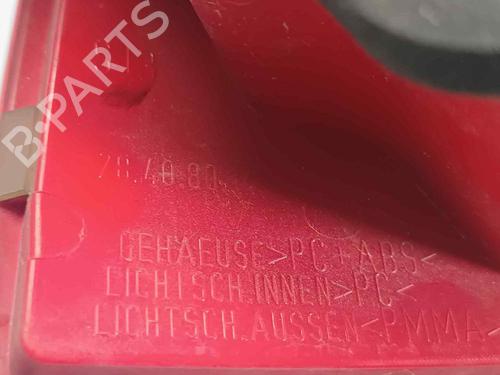 B-PARTS
28.40.80
GEHAEUSE>PC+ABS<
LICHTSCH.INNEN>PC<
LICHTSCH.AUSSEN<PMMA